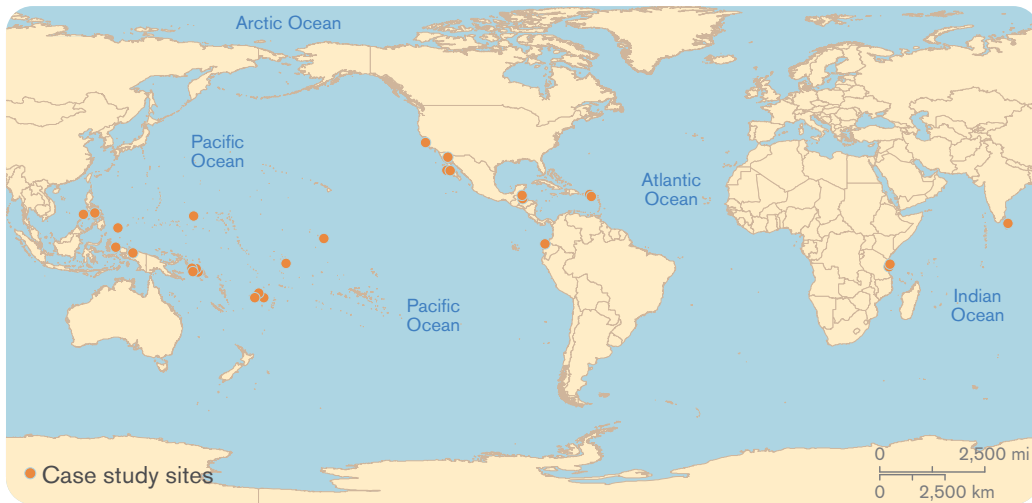 Arctic Ocean
Pacific
Ocean
Atlantic
Ocean
Indian
Ocean
Pacific
Ocean
Case study sites
0 2,500 mi
0 2,500 km